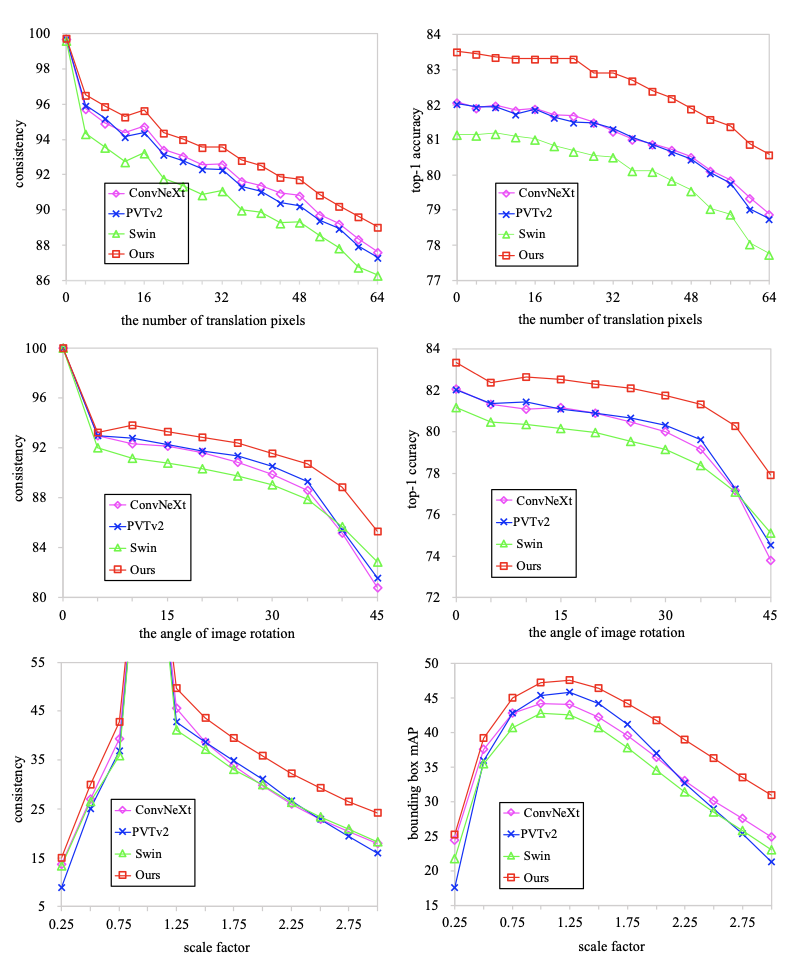 consistency
100
98
96
94
92
90
88
86
0
16
32
48
64
the number of translation pixels
ConvNeXt
PVTv2
Swin
Ours
top-1 accuracy
84
83
82
81
80
79
78
77
0
16
32
48
64
the number of translation pixels
ConvNeXt
PVTv2
Swin
Ours
consistency
100
96
92
88
84
80
0
15
30
45
the angle of image rotation
ConvNeXt
PVTv2
Swin
Ours
top-1 ccuracy
84
82
80
78
76
74
72
0
15
30
45
the angle of image rotation
ConvNeXt
PVTv2
Swin
Ours
consistency
55
45
35
25
15
5
0.25
0.75
1.25
1.75
2.25
2.75
scale factor
ConvNeXt
PVTv2
Swin
Ours
bounding box mAP
50
45
40
35
30
25
20
15
0.25
0.75
1.25
1.75
2.25
2.75
scale factor
ConvNeXt
PVTv2
Swin
Ours